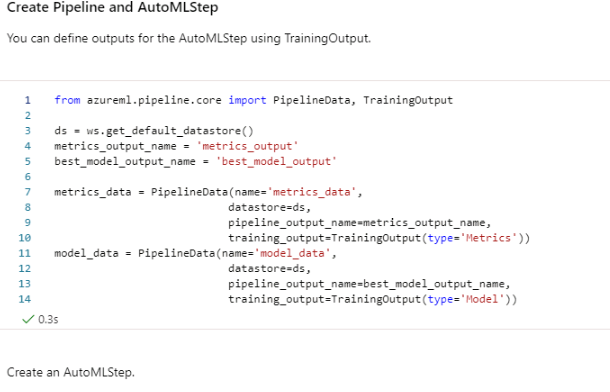 Create Pipeline and AutoMLStep
You can define outputs for the AutoMLStep using TrainingOutput.
1 from azureml.pipeline.core import PipelineData, TrainingOutput
2
3 ds = ws.get_default_datastore()
4 metrics_output_name = 'metrics_output'
5 best_model_output_name = 'best_model_output'
6
7 metrics_data = PipelineData(name='metrics_data',
8 datastore=ds,
9 pipeline_output_name=metrics_output_name,
10 training_output=TrainingOutput(type='Metrics'))
11 model_data = PipelineData(name='model_data',
12 datastore=ds,
13 pipeline_output_name=best_model_output_name,
14 training_output=TrainingOutput(type='Model'))
0.3s
Create an AutoMLStep.